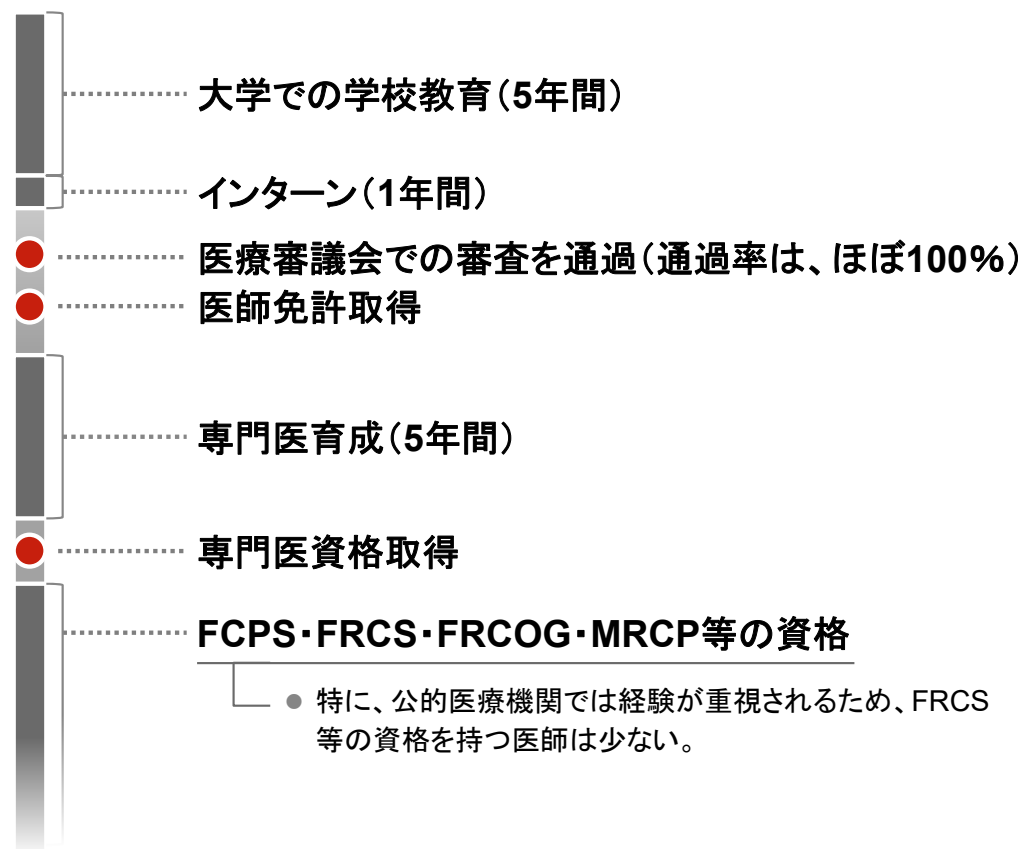 大学での学校教育（5年間）
インターン（1年間）
医療審議会での審査を通過（通過率は、ほぼ100％）
医師免許取得
専門医育成（5年間）
専門医資格取得
FCPS・FRCS・FRCOG・MRCP等の資格
● 特に、公的医療機関では経験が重視されるため、FRCS
等の資格を持つ医師は少ない。